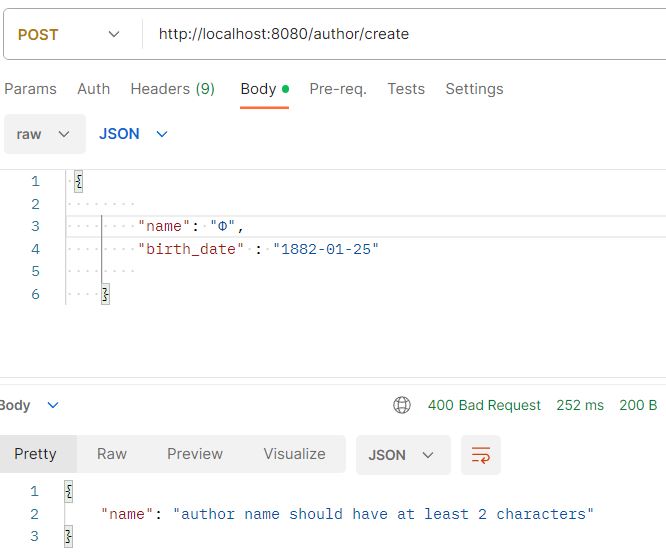 POST http://localhost:8080/author/create
Params Auth Headers (9) Body Pre-req. Tests Settings
raw JSON
1 {
2
3 "name": "Ф",
4 "birth_date" : "1882-01-25"
5
6 }
Body 400 Bad Request 252 ms 200 B
Pretty Raw Preview Visualize JSON
1 {
2 "name": "author name should have at least 2 characters"
3 }